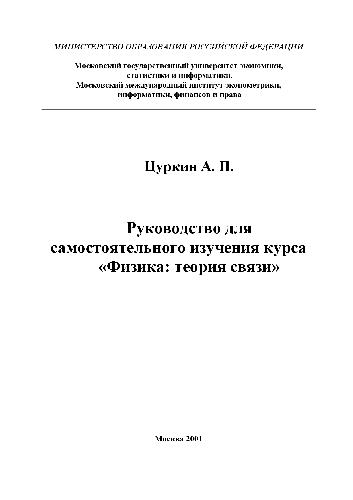 МИНИСТЕРСТВО ОБРАЗОВАНИЯ РОССИЙСКОЙ ФЕДЕРАЦИИ
Московский государственный университет экономики,
статистики и информатики.
Московский международный институт эконометрики,
информатики, финансов и права
Цуркин А. П.
Руководство для
самостоятельного изучения курса
«Физика: теория связи»
Москва 2001